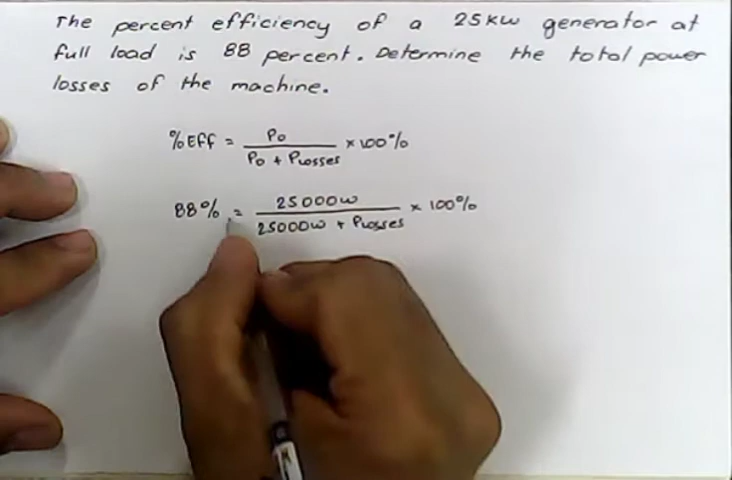 The percent efficiency of a 25kw generator at
full load is 88 percent. Determine the total power
losses of the machine.
%Eff = Po / Po + Plosses × 100%
88% = 25000w / 25000w + Plosses × 100%